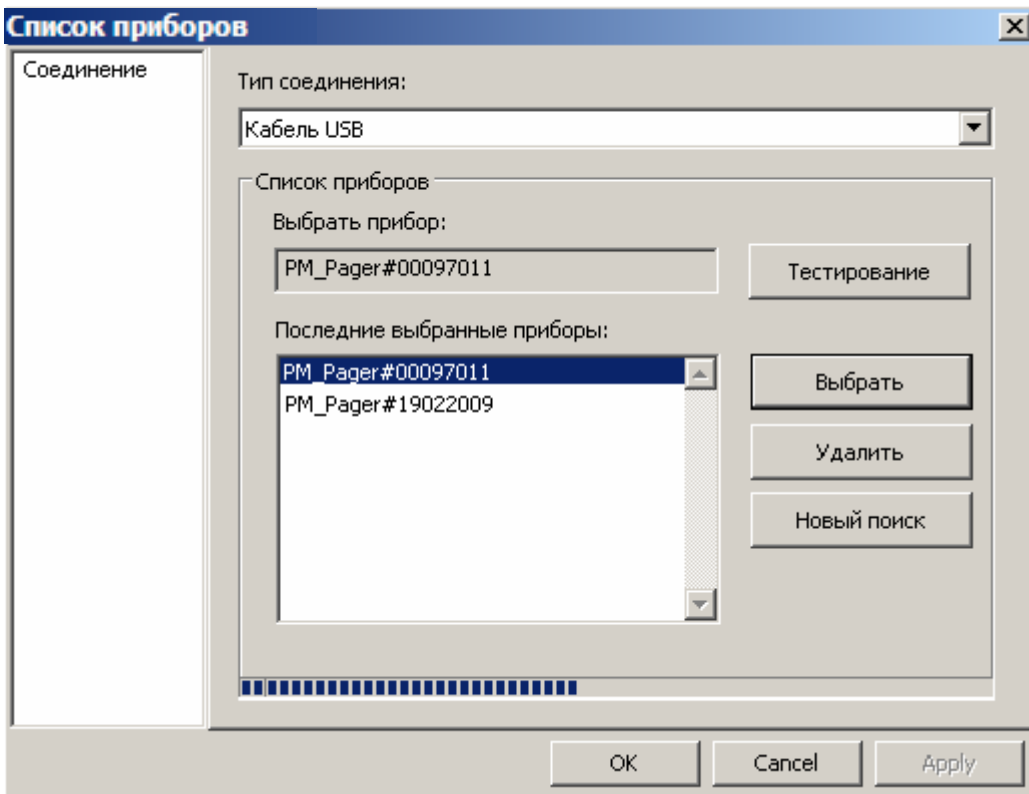 Список приборов
Соединение
Тип соединения:
Кабель USB
Список приборов
Выбрать прибор:
PM_Pager#00097011
Тестирование
Последние выбранные приборы:
PM_Pager#00097011
PM_Pager#19022009
Выбрать
Удалить
Новый поиск
OK
Cancel
Apply